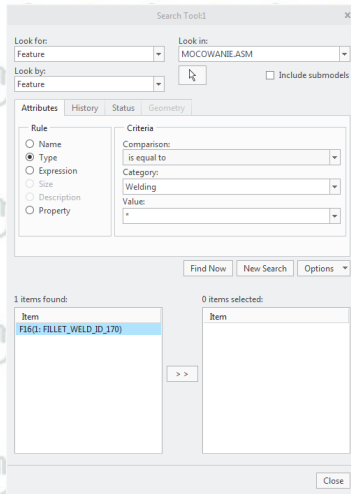 Search Tool:1
Look for:
Look in:
Feature
MOCOWANIE.ASM
Look by:
Feature
Include submodels
Attributes History Status Geometry
Rule
Criteria
Name
Comparison:
Type
is equal to
Expression
Category:
Size
Welding
Description
Value:
Property
*
Find Now New Search Options
1 items found:
0 items selected:
Item
Item
F16(1: FILLET_WELD_ID_170)
> >
Close